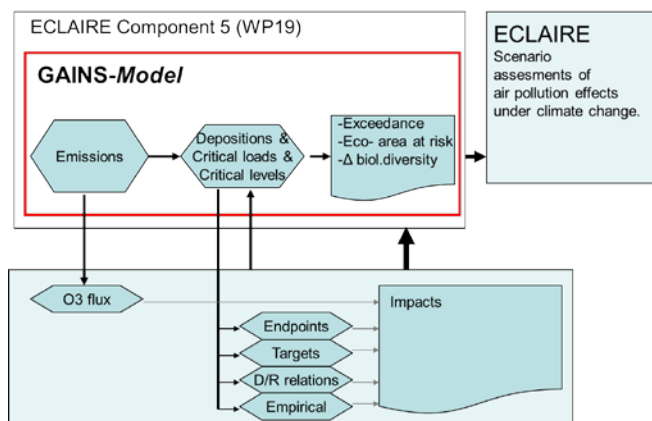 ECLAIRE Component 5 (WP19)
GAINS-Model
Emissions
Depositions &
Critical loads &
Critical levels
-Exceedance
-Eco- area at risk
-Δ biol.diversity
ECLAIRE
Scenario
assesments of
air pollution effects
under climate change.
O3 flux
Endpoints
Targets
D/R relations
Empirical
Impacts